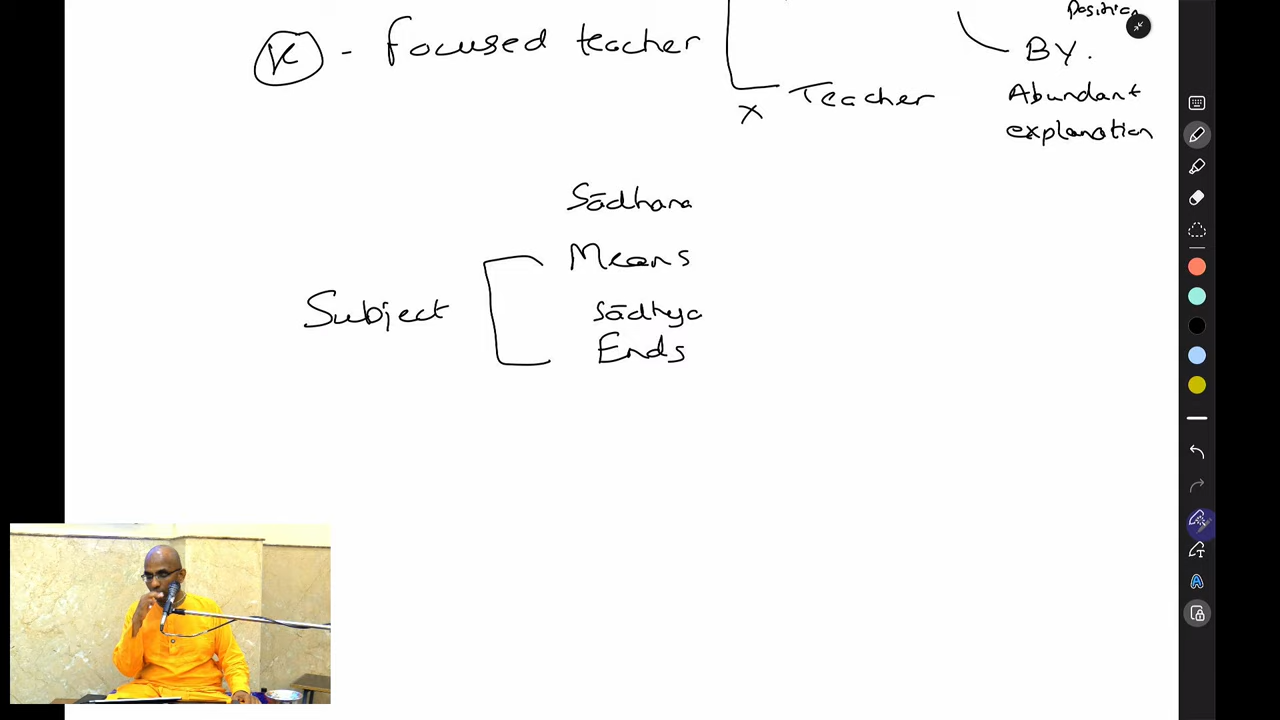 Position
K - focused teacher
BY.
x Teacher
Abundant
explanation
Sādhana
Means
Subject
Sādhya
Ends